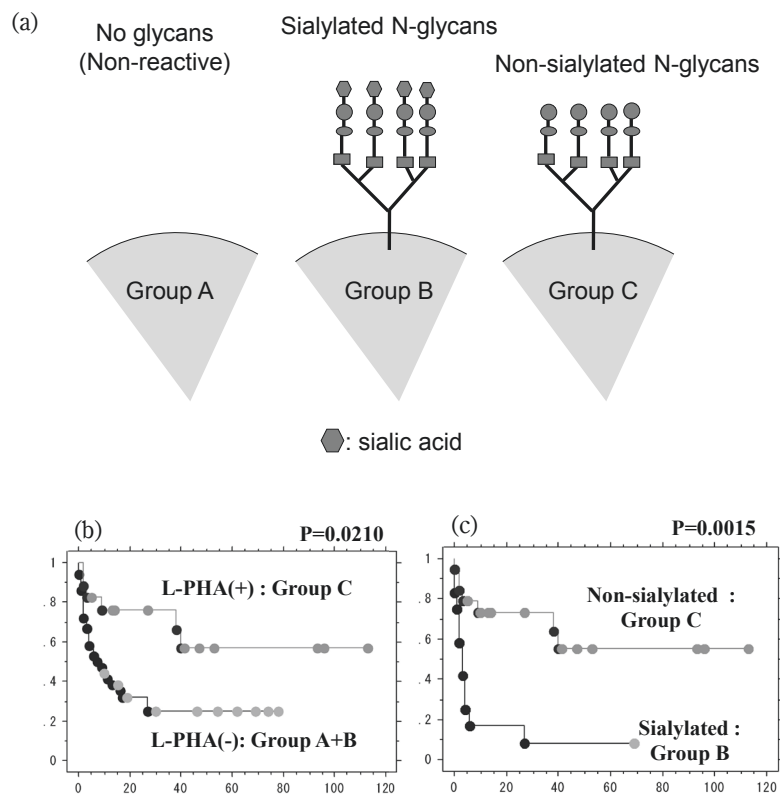 (a)
No glycans
(Non-reactive)
Sialylated N-glycans
Non-sialylated N-glycans
Group A
Group B
Group C
: sialic acid
(b)
P=0.0210
1
.8
.6
.4
.2
0
L-PHA(+) : Group C
L-PHA(-): Group A+B
0 20 40 60 80 100 120
(c)
P=0.0015
1
.8
.6
.4
.2
0
Non-sialylated :
Group C
Sialylated :
Group B
0 20 40 60 80 100 120